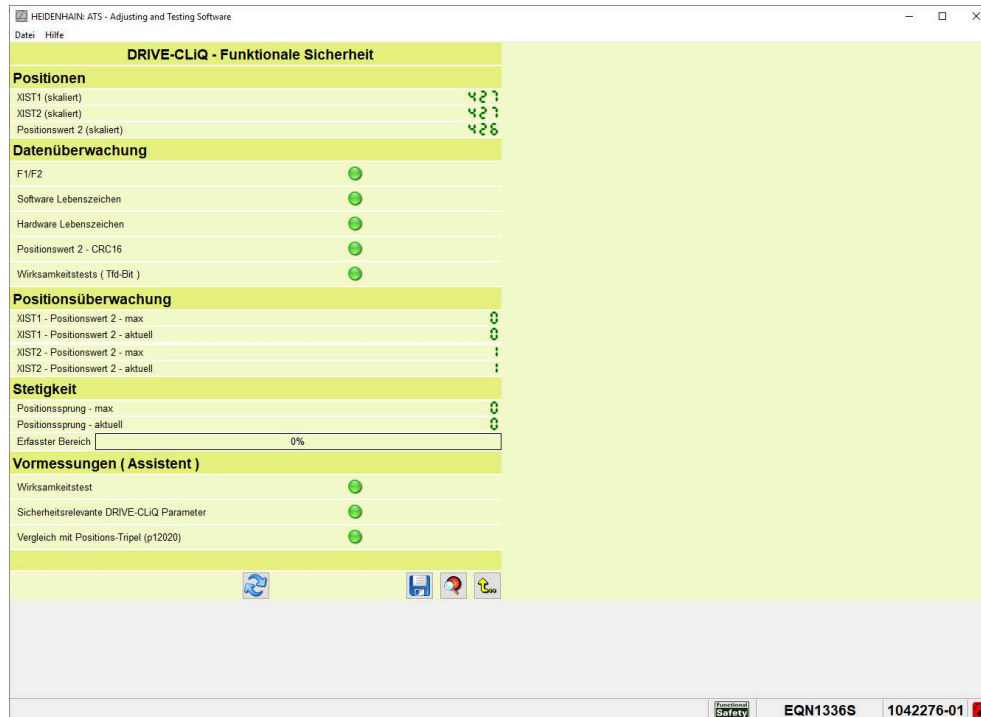 HEIDENHAIN: ATS - Adjusting and Testing Software
Datei Hilfe
DRIVE-CLiQ - Funktionale Sicherheit
Positionen
XIST1 (skaliert) 427
XIST2 (skaliert) 427
Positionswert 2 (skaliert) 426
Datenüberwachung
F1/F2
Software Lebenszeichen
Hardware Lebenszeichen
Positionswert 2 - CRC16
Wirksamkeitstests ( Tfd-Bit )
Positionsüberwachung
XIST1 - Positionswert 2 - max 0
XIST1 - Positionswert 2 - aktuell 0
XIST2 - Positionswert 2 - max 1
XIST2 - Positionswert 2 - aktuell 1
Stetigkeit
Positionssprung - max 0
Positionssprung - aktuell 0
Erfasster Bereich 0%
Vormessungen ( Assistent )
Wirksamkeitstest
Sicherheitsrelevante DRIVE-CLiQ Parameter
Vergleich mit Positions-Tripel (p12020)
Functional Safety EQN1336S 1042276-01